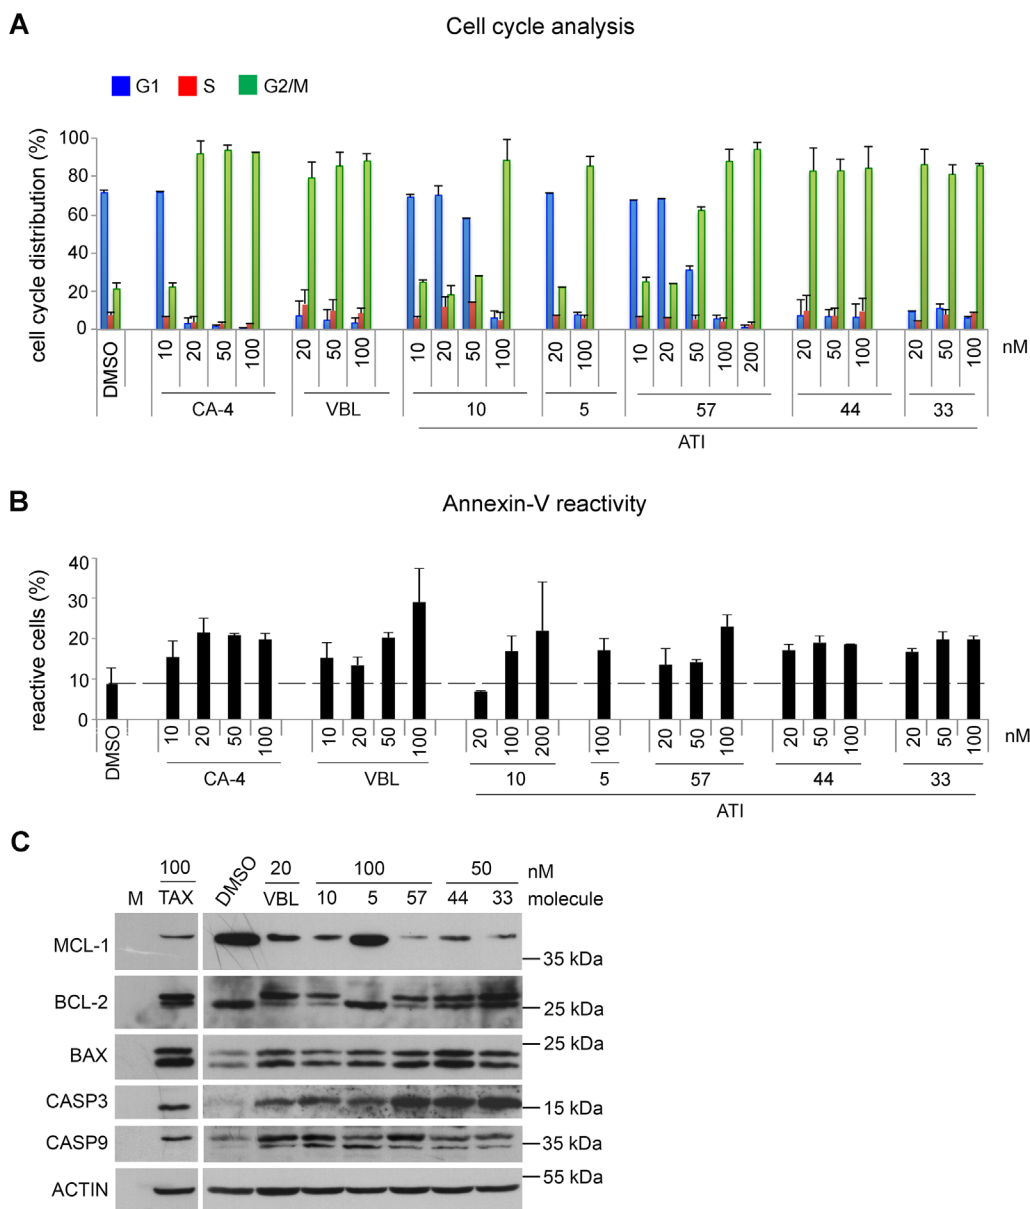 A
Cell cycle analysis
G1 S G2/M
cell cycle distribution (%)
100
80
60
40
20
0
DMSO 10 20 50 100 20 50 100 10 20 50 100 20 100 10 20 50 100 200 20 50 100 20 50 100 nM
CA-4 VBL 10 5 57 44 33
ATI
B
Annexin-V reactivity
reactive cells (%)
40
30
20
10
0
DMSO 10 20 50 100 10 20 50 100 20 100 200 100 20 50 100 20 50 100 20 50 100 nM
CA-4 VBL 10 5 57 44 33
ATI
C
100 DMSO 20 100 50 nM
M TAX VBL 10 5 57 44 33 molecule
MCL-1 35 kDa
BCL-2 25 kDa
BAX 25 kDa
CASP3 15 kDa
CASP9 35 kDa
ACTIN 55 kDa